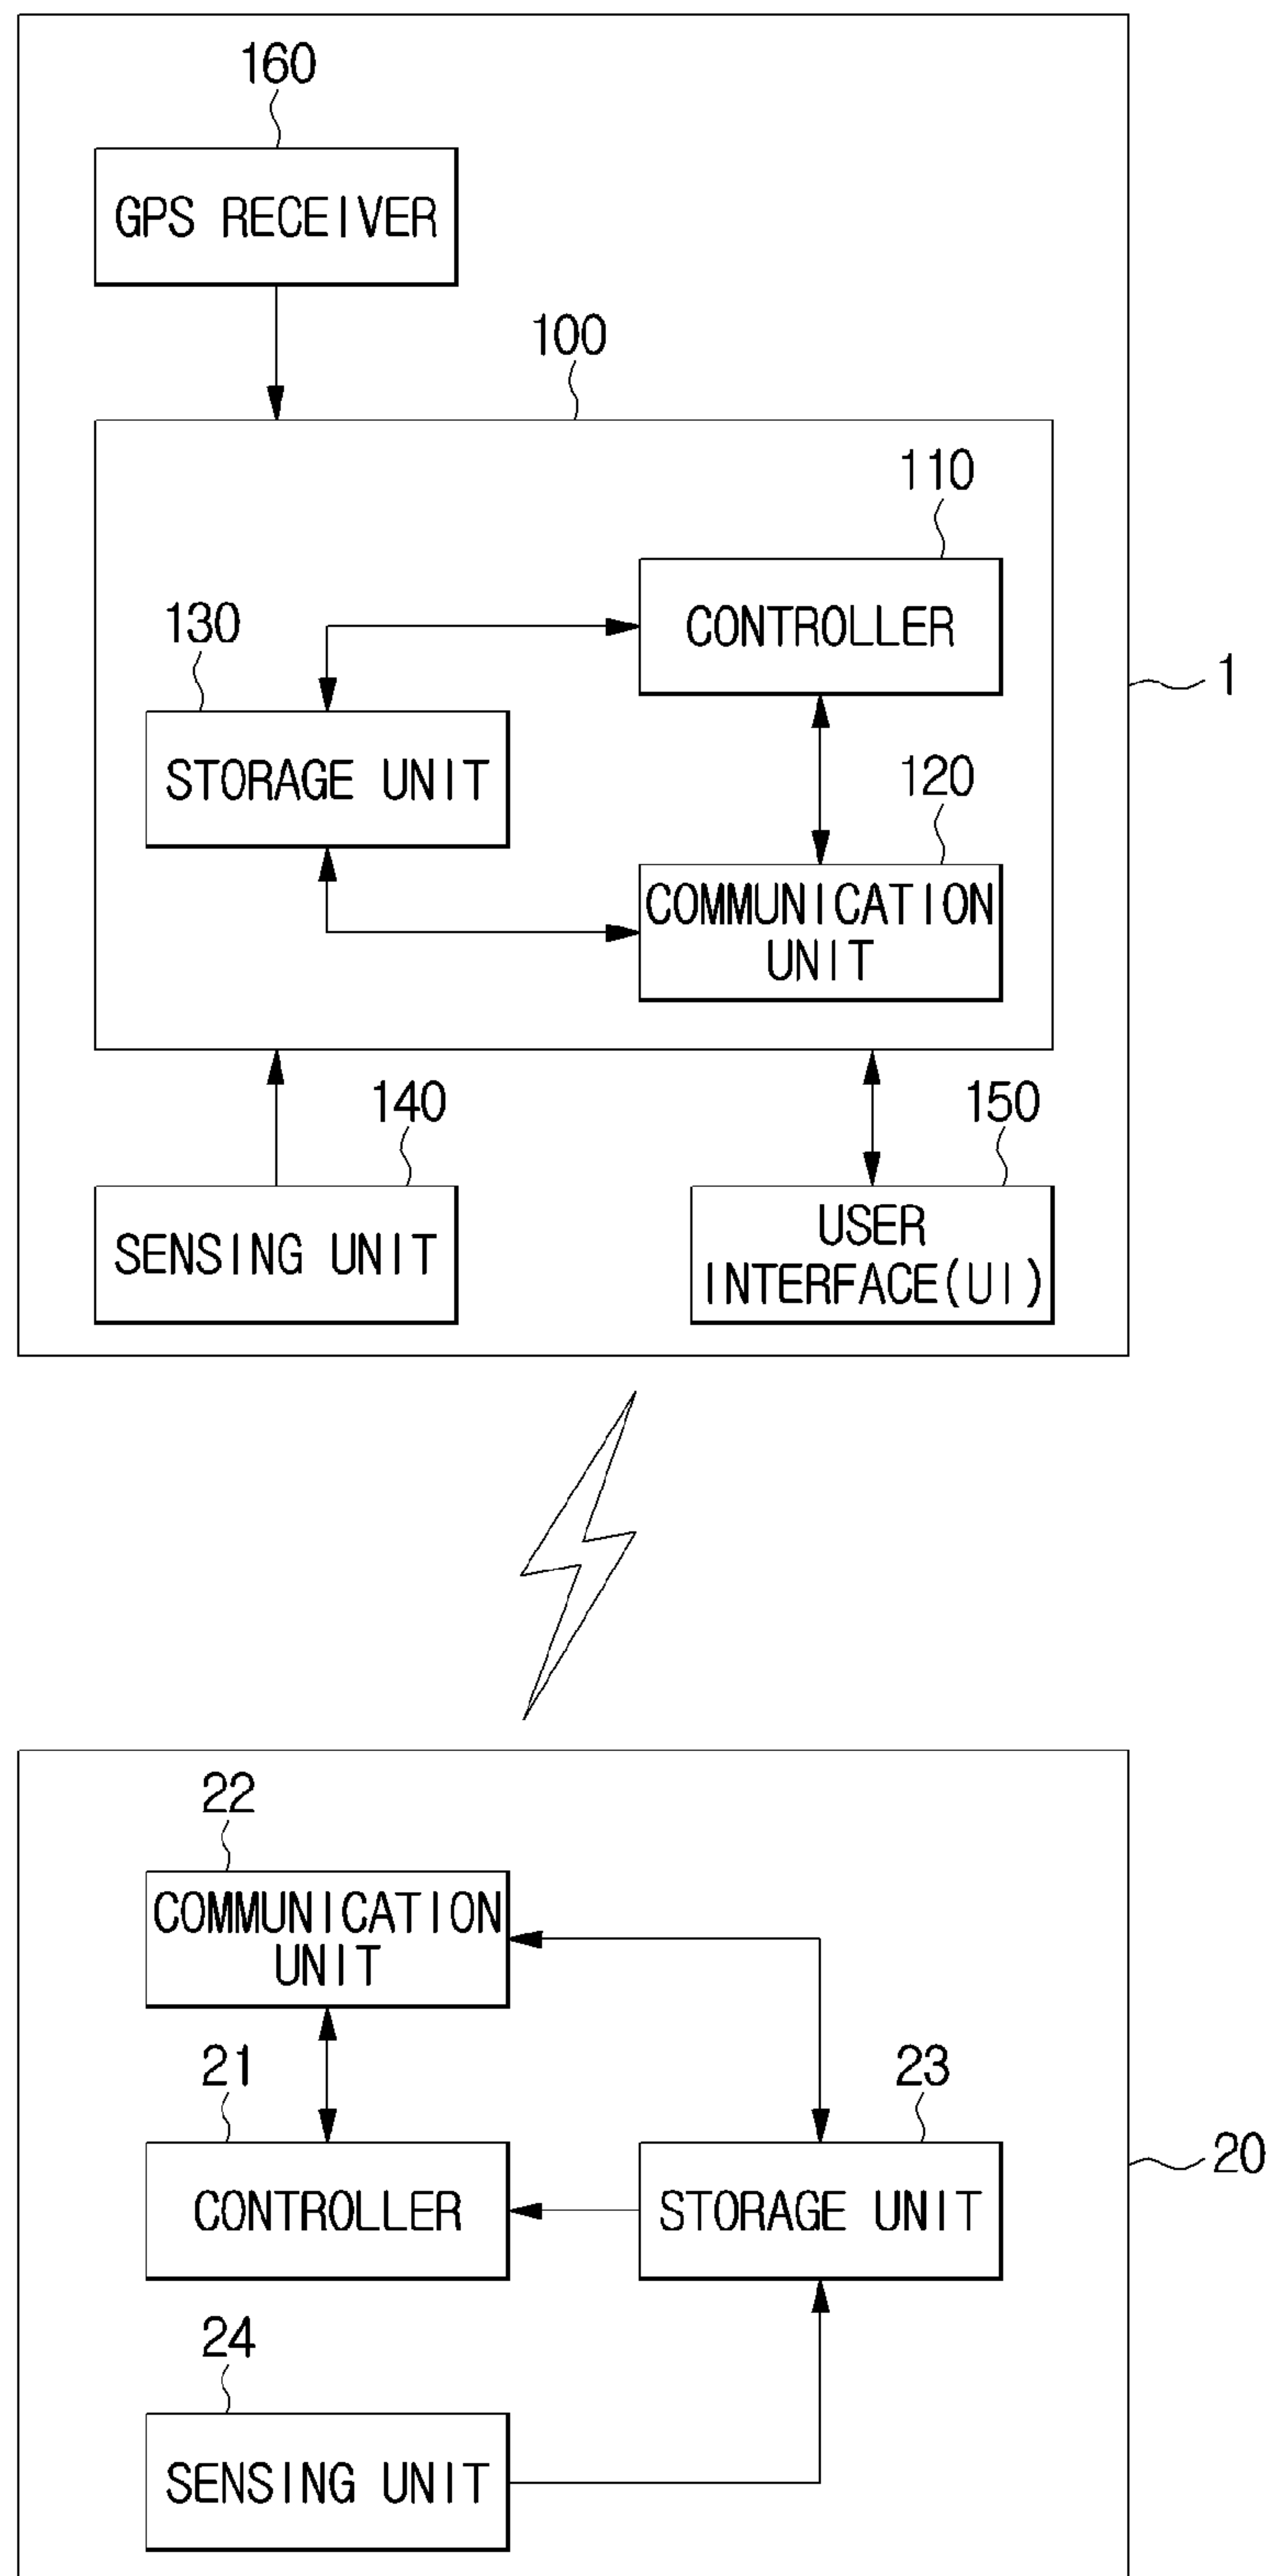 160
GPS RECEIVER
100
110
CONTROLLER
130
STORAGE UNIT
1
120
COMMUNICATION
UNIT
140
150
SENSING UNIT
USER
INTERFACE(UI)
22
COMMUNICATION
UNIT
21
23
CONTROLLER
STORAGE UNIT
20
24
SENSING UNIT